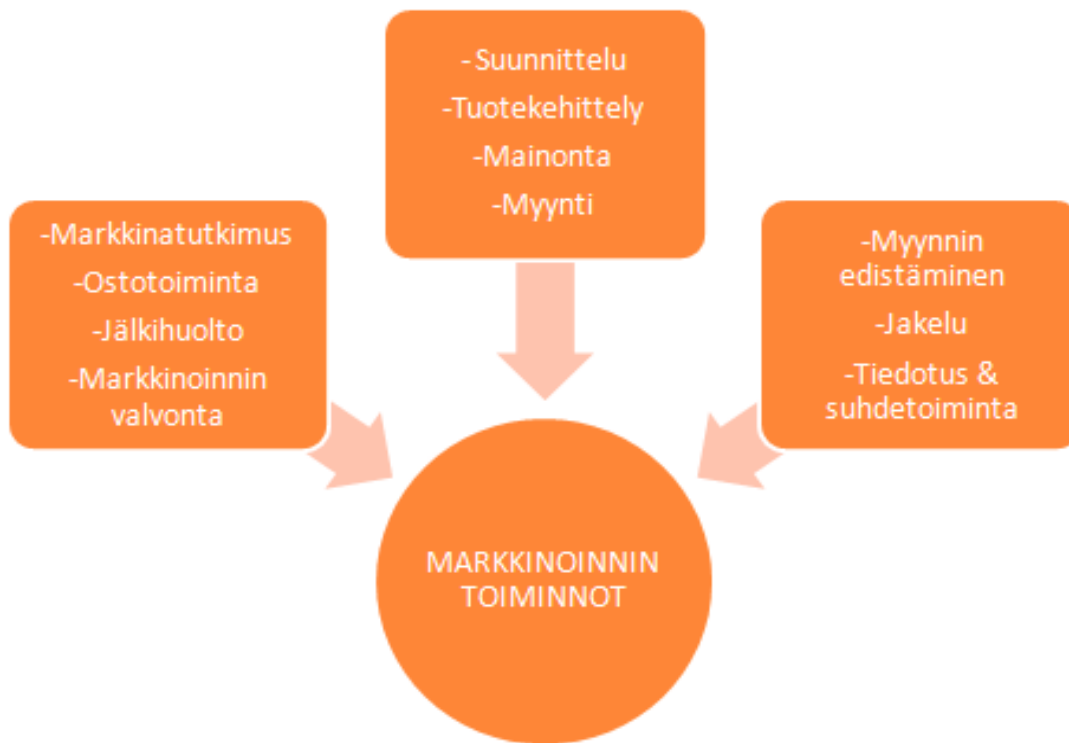 -Suunnittelu
-Tuotekehittely
-Mainonta
-Myynti
-Markkinatutkimus
-Ostotoiminta
-Jälkihuolto
-Markkinoinnin
valvonta
-Myynnin
edistäminen
-Jakelu
-Tiedotus &
suhdetoiminta
MARKKINOINNIN
TOIMINNOT